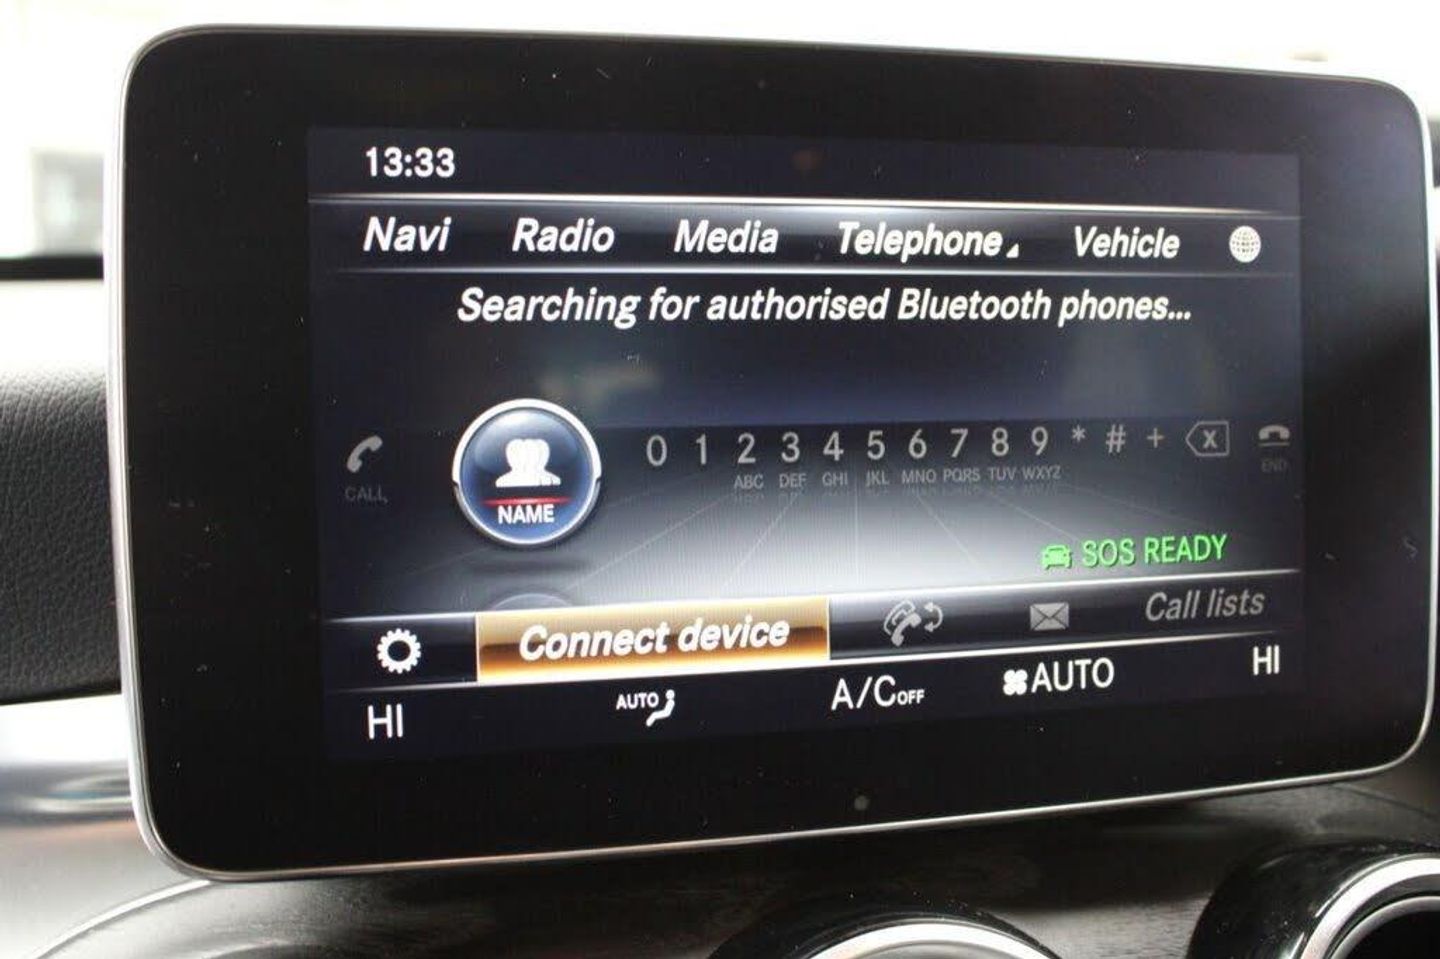 13:33
Navi Radio Media Telephone Vehicle
Searching for authorised Bluetooth phones...
CALL
NAME
0 1 2 3 4 5 6 7 8 9 * # + X
ABC DEF GHI JKL MNO PQRS TUV WXYZ
END
SOS READY
Connect device Call lists
HI AUTO A/C OFF AUTO HI